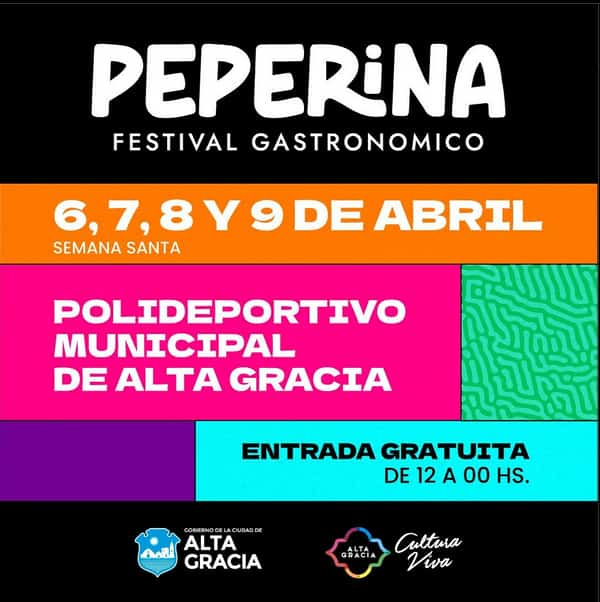 PEPERiNA
FESTIVAL GASTRONOMICO
6, 7, 8 Y 9 DE ABRIL
SEMANA SANTA
POLIDEPORTIVO
MUNICIPAL
DE ALTA GRACIA
ENTRADA GRATUITA
DE 12 A 00 HS.
GOBIERNO DE LA CIUDAD DE
ALTA
GRACIA
ALTA
GRACIA
Cultura
Viva